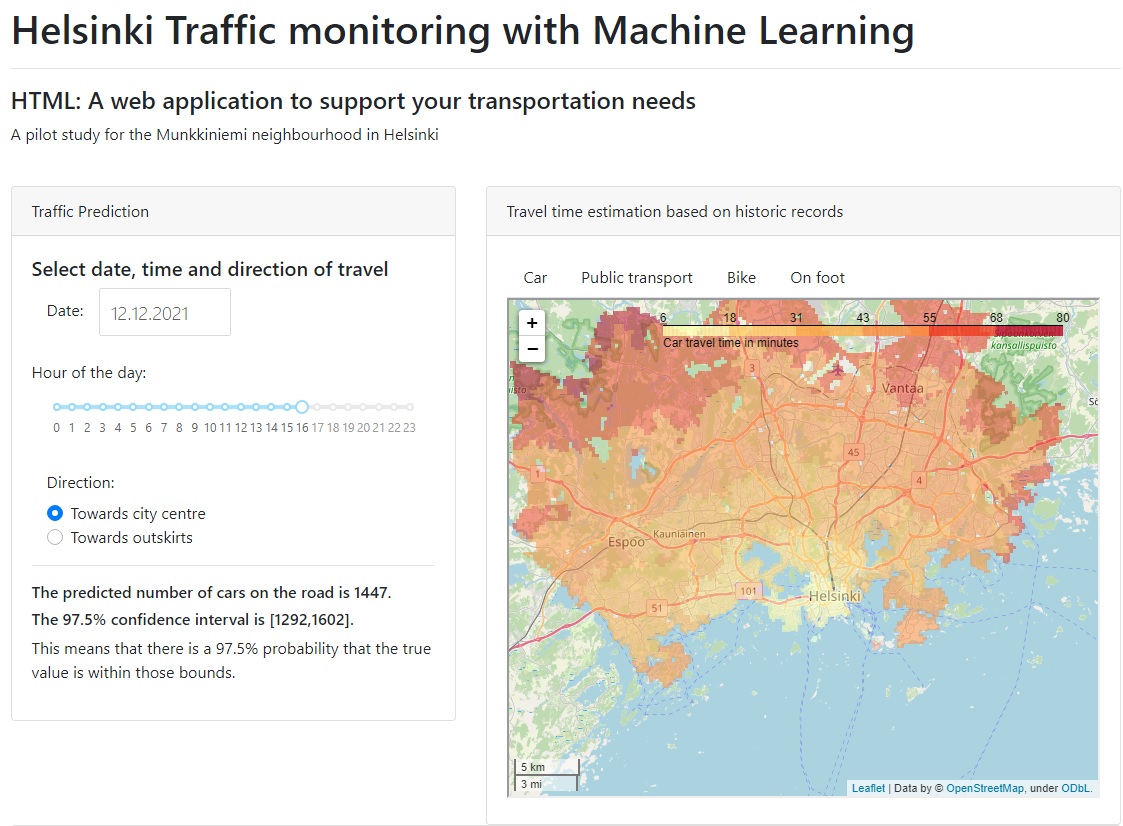 Helsinki Traffic monitoring with Machine Learning
HTML: A web application to support your transportation needs
A pilot study for the Munkkiniemi neighbourhood in Helsinki
Traffic Prediction
Select date, time and direction of travel
Date: 12.12.2021
Hour of the day:
0 1 2 3 4 5 6 7 8 9 10 11 12 13 14 15 16 17 18 19 20 21 22 23
Direction:
Towards city centre
Towards outskirts
The predicted number of cars on the road is 1447.
The 97.5% confidence interval is [1292,1602].
This means that there is a 97.5% probability that the true
value is within those bounds.
Travel time estimation based on historic records
Car Public transport Bike On foot
+
−
6 18 31 43 55 68 80
Car travel time in minutes
kansallispuisto
3
Vantaa
45
1
4
Espoo
Kauniainen
101
Helsinki
51
5 km
3 mi
Leaflet | Data by © OpenStreetMap, under ODbL.